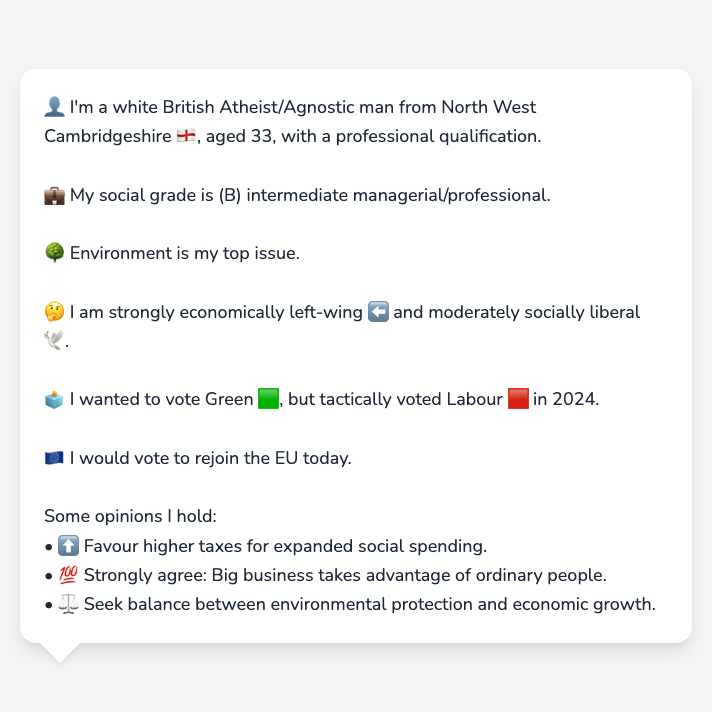 👤 I'm a white British Atheist/Agnostic man from North West
Cambridgeshire 🏴󠁧󠁢󠁥󠁮󠁧󠁿, aged 33, with a professional qualification.
💼 My social grade is (B) intermediate managerial/professional.
🌳 Environment is my top issue.
🤔 I am strongly economically left-wing ⬅️ and moderately socially liberal
🕊️.
🗳️ I wanted to vote Green 🟩, but tactically voted Labour 🟥 in 2024.
🇪🇺 I would vote to rejoin the EU today.
Some opinions I hold:
• ⬆️ Favour higher taxes for expanded social spending.
• 💯 Strongly agree: Big business takes advantage of ordinary people.
• ⚖️ Seek balance between environmental protection and economic growth.